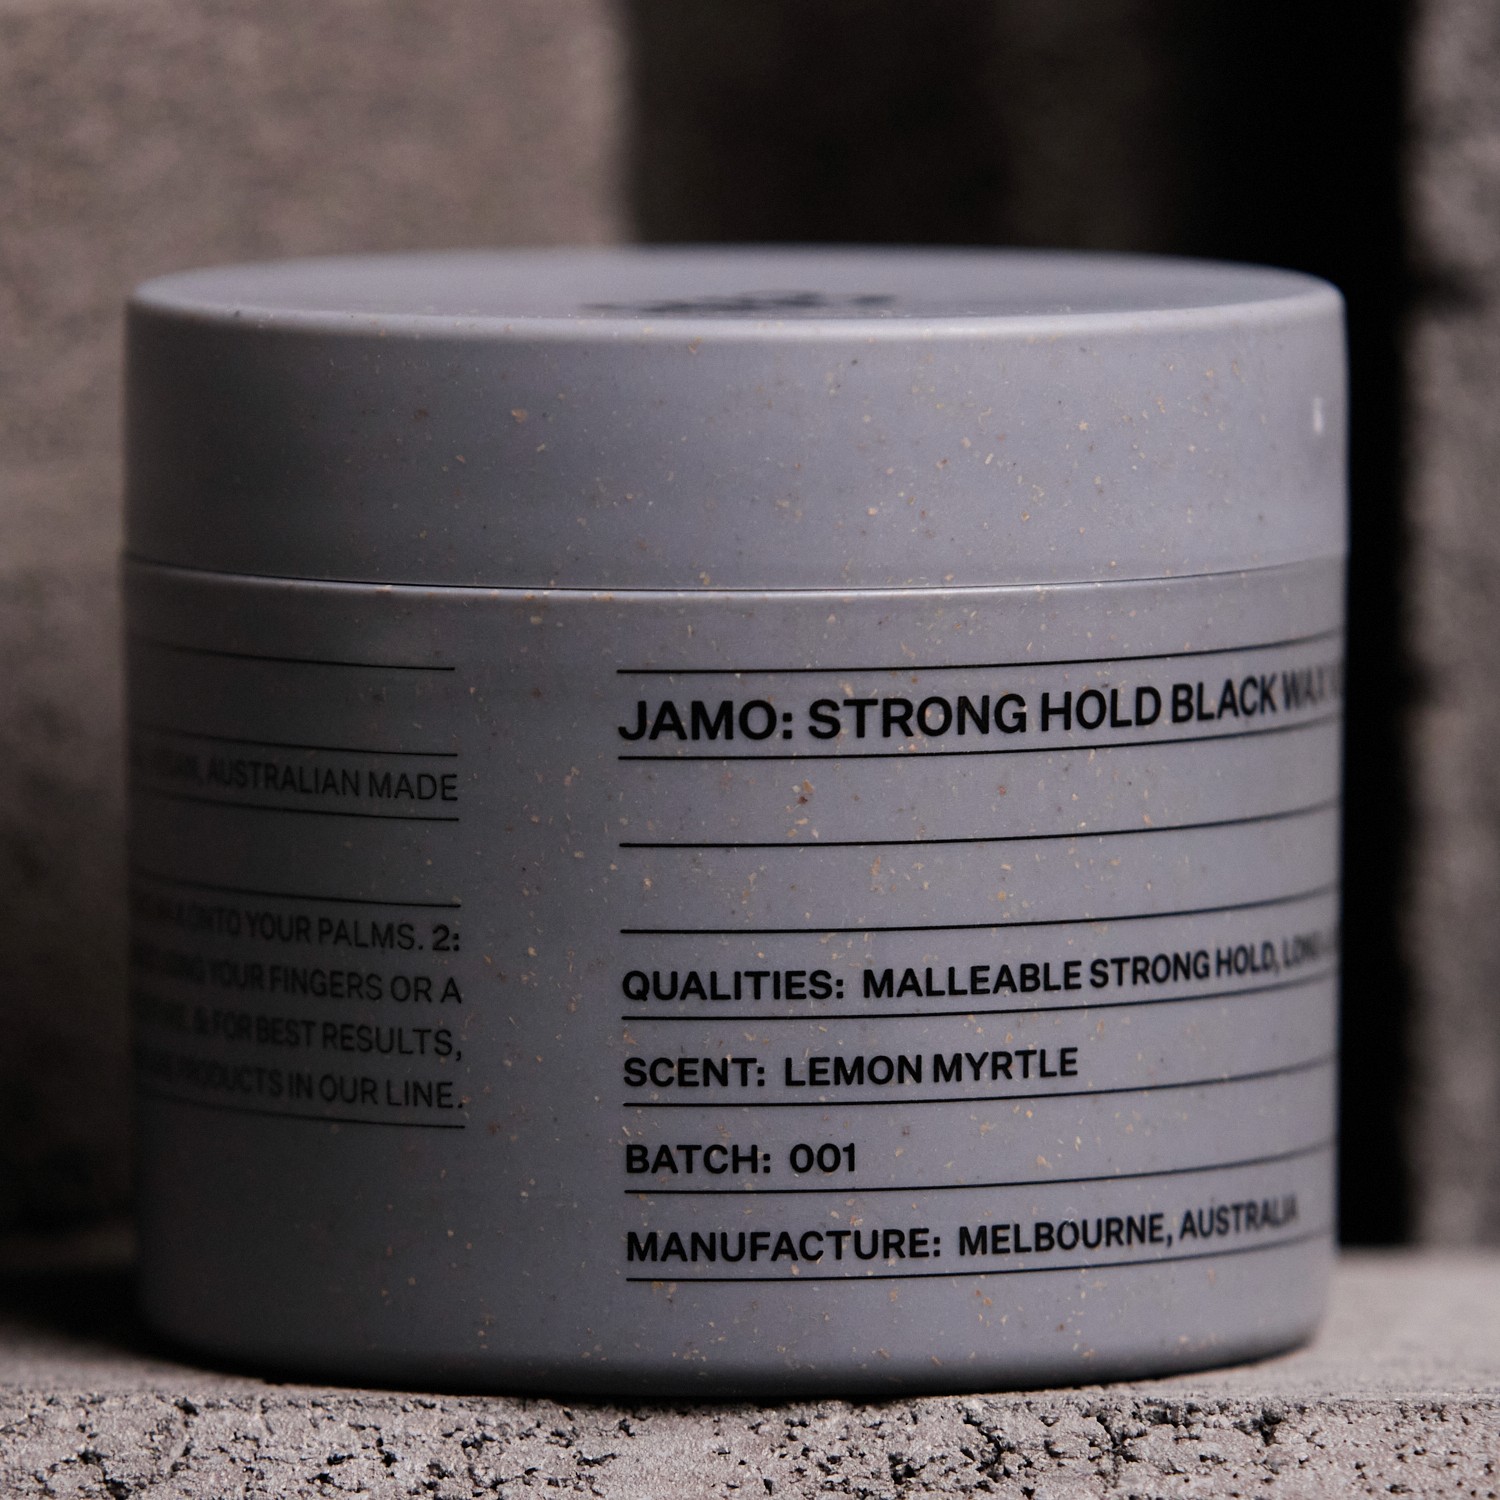 AUSTRALIAN MADE
ONTO YOUR PALMS. 2:
YOUR FINGERS OR A
& FOR BEST RESULTS,
PRODUCTS IN OUR LINE.
JAMO: STRONG HOLD BLACK WAX
QUALITIES: MALLEABLE STRONG HOLD, LONG
SCENT: LEMON MYRTLE
BATCH: 001
MANUFACTURE: MELBOURNE, AUSTRALIA